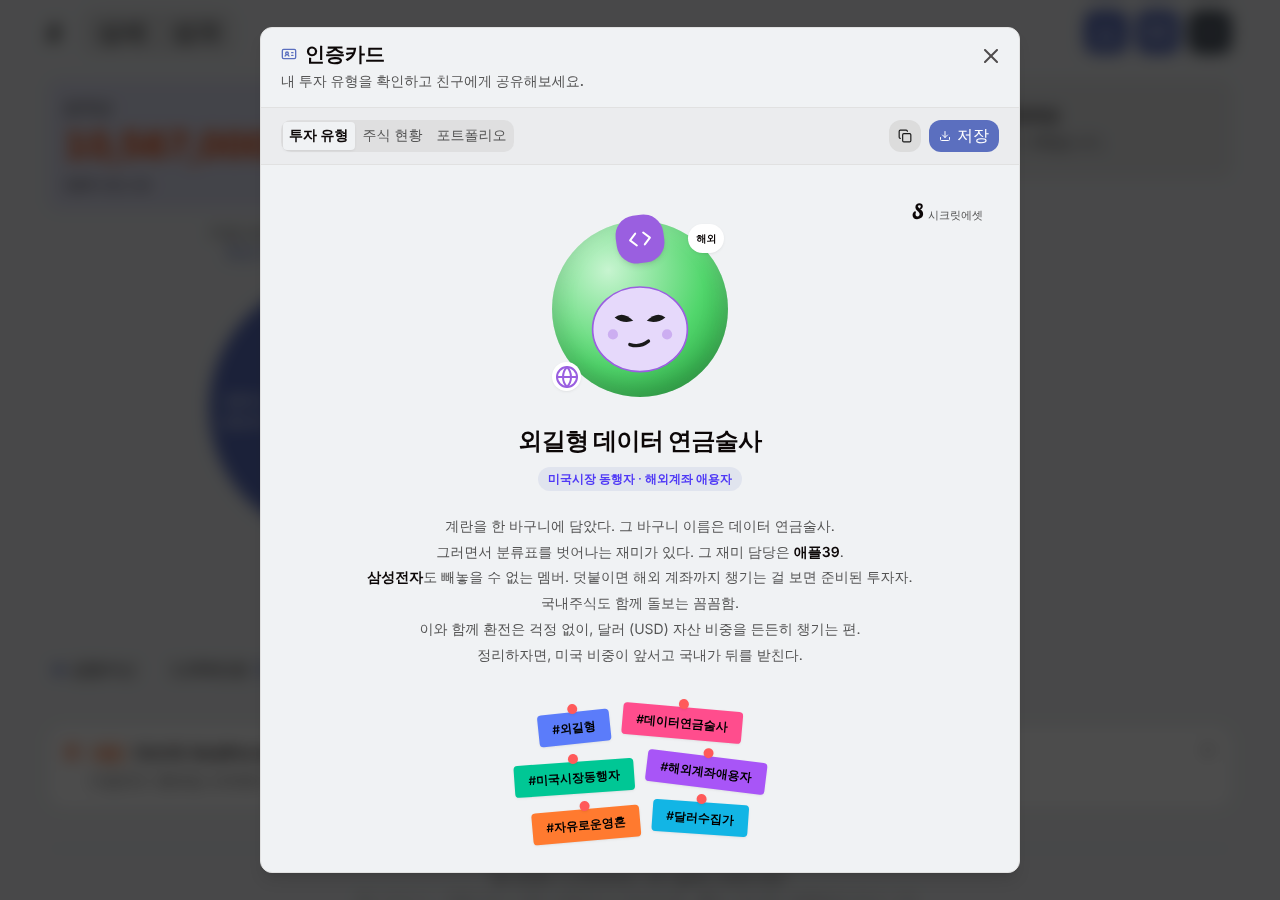 인증카드
내 투자 유형을 확인하고 친구에게 공유해보세요.
투자 유형 주식 현황 포트폴리오
저장
시크릿에셋
해외
외길형 데이터 연금술사
미국시장 동행자 · 해외계좌 애용자
계란을 한 바구니에 담았다. 그 바구니 이름은 데이터 연금술사.
그러면서 분류표를 벗어나는 재미가 있다. 그 재미 담당은 애플39.
삼성전자도 빼놓을 수 없는 멤버. 덧붙이면 해외 계좌까지 챙기는 걸 보면 준비된 투자자.
국내주식도 함께 돌보는 꼼꼼함.
이와 함께 환전은 걱정 없이, 달러 (USD) 자산 비중을 든든히 챙기는 편.
정리하자면, 미국 비중이 앞서고 국내가 뒤를 받친다.
#외길형 #데이터연금술사
#미국시장동행자 #해외계좌애용자
#자유로운영혼 #달러수집가